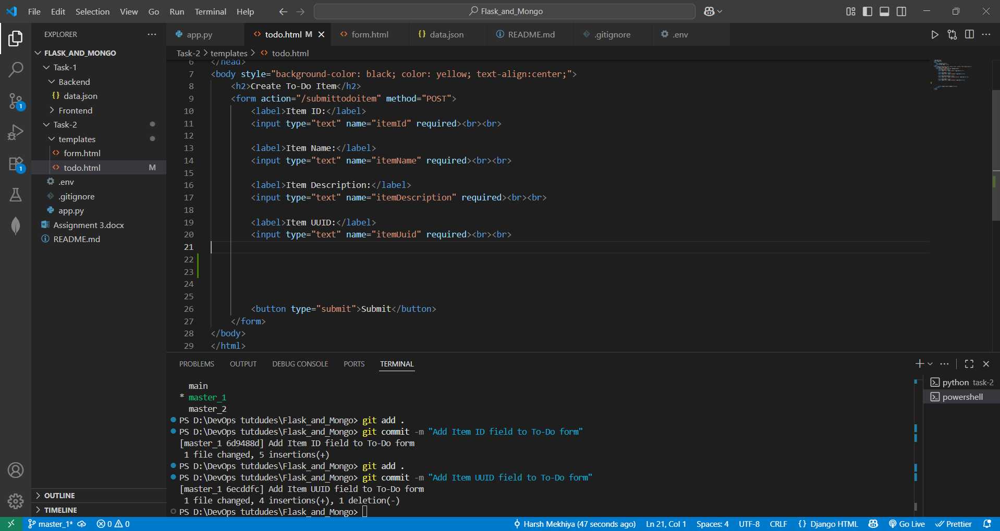 File Edit Selection View Go Run Terminal Help Flask_and_Mongo
EXPLORER
FLASK_AND_MONGO
Task-1
Backend
data.json
Frontend
Task-2
templates
form.html
todo.html M
.env
.gitignore
app.py
Assignment 3.docx
README.md
OUTLINE
TIMELINE
1
1
app.py todo.html M form.html data.json README.md .gitignore .env
Task-2 > templates > todo.html
6 </head>
7 <body style="background-color: black; color: yellow; text-align:center;">
8 <h2>Create To-Do Item</h2>
9 <form action="/submittodoitem" method="POST">
10 <label>Item ID:</label>
11 <input type="text" name="itemId" required><br><br>
12
13 <label>Item Name:</label>
14 <input type="text" name="itemName" required><br><br>
15
16 <label>Item Description:</label>
17 <input type="text" name="itemDescription" required><br><br>
18
19 <label>Item UUID:</label>
20 <input type="text" name="itemUuid" required><br><br>
21
22
23
24
25
26 <button type="submit">Submit</button>
27 </form>
28 </body>
29 </html>
PROBLEMS OUTPUT DEBUG CONSOLE PORTS TERMINAL
main
* master_1
master_2
PS D:\DevOps tutdudes\Flask_and_Mongo> git add .
PS D:\DevOps tutdudes\Flask_and_Mongo> git commit -m "Add Item ID field to To-Do form"
[master_1 6d9488d] Add Item ID field to To-Do form
1 file changed, 5 insertions(+)
PS D:\DevOps tutdudes\Flask_and_Mongo> git add .
PS D:\DevOps tutdudes\Flask_and_Mongo> git commit -m "Add Item UUID field to To-Do form"
[master_1 6ecddfc] Add Item UUID field to To-Do form
1 file changed, 4 insertions(+), 1 deletion(-)
PS D:\DevOps tutdudes\Flask_and_Mongo>
python task-2
powershell
master_1* 0 0 Harsh Mekhiya (47 seconds ago) Ln 21, Col 1 Spaces: 4 UTF-8 CRLF {} Django HTML Go Live Prettier